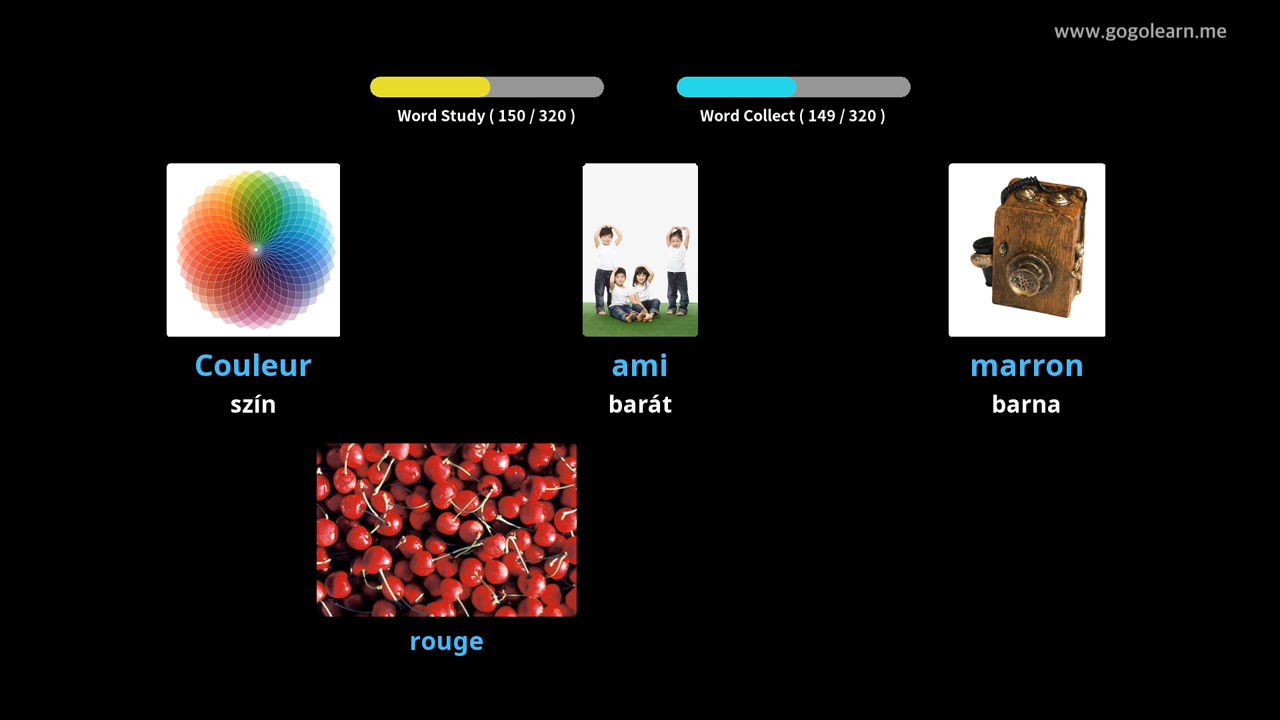 www.gogolearn.me
Word Study ( 150 / 320 )
Word Collect ( 149 / 320 )
Couleur
szín
ami
barát
marron
barna
rouge